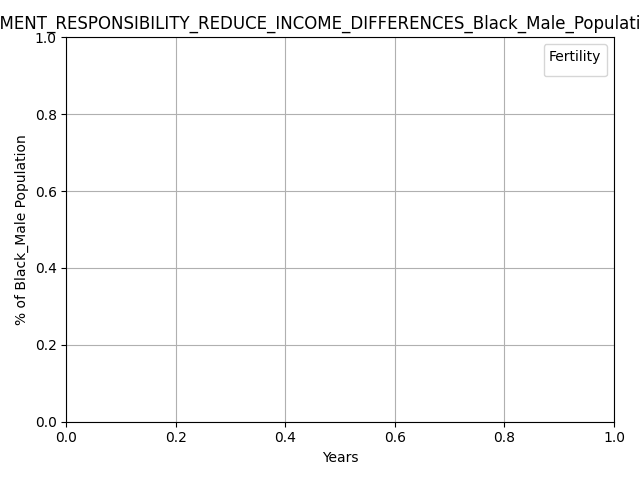 MENT_RESPONSIBILITY_REDUCE_INCOME_DIFFERENCES_Black_Male_Populati
Fertility
1.0
0.8
0.6
0.4
0.2
0.0
% of Black_Male Population
0.0 0.2 0.4 0.6 0.8 1.0
Years